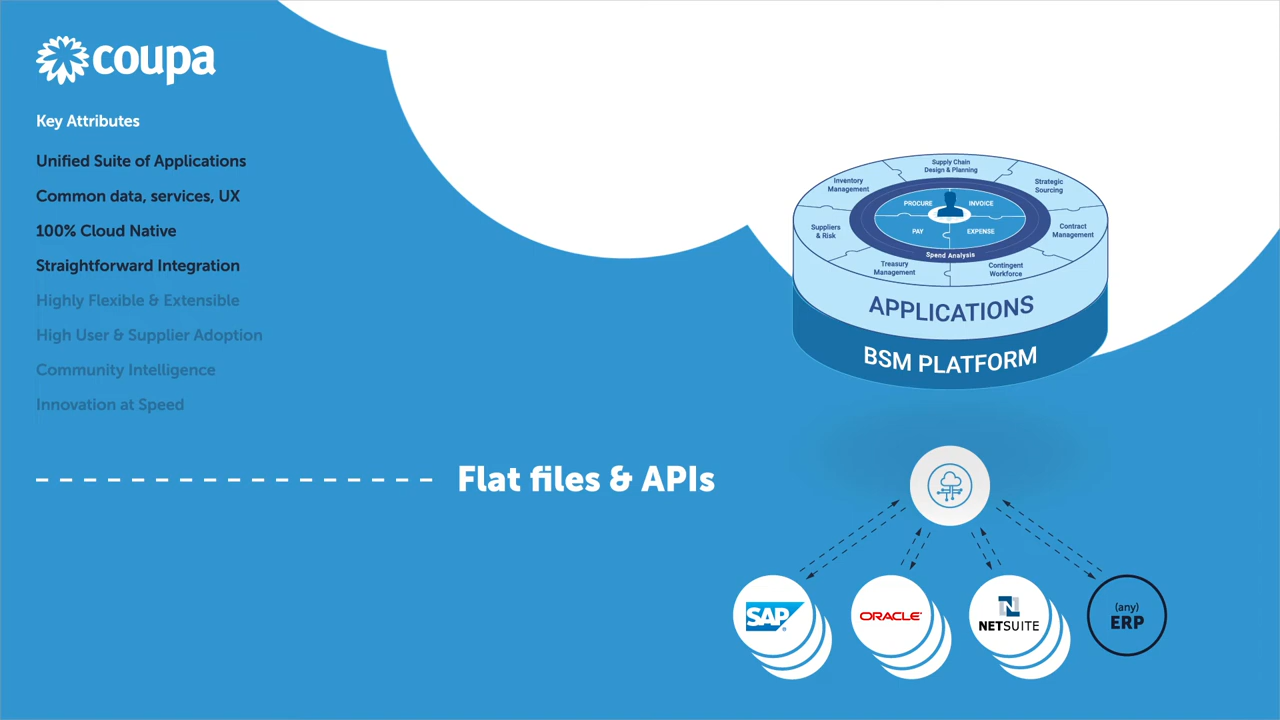 coupa
Key Attributes
Unified Suite of Applications
Common data, services, UX
100% Cloud Native
Straightforward Integration
Highly Flexible & Extensible
High User & Supplier Adoption
Community Intelligence
Innovation at Speed
Flat files & APIs
Supply Chain
Design & Planning
Inventory
Management
Strategic
Sourcing
PROCURE
INVOICE
Suppliers
& Risk
PAY
EXPENSE
Contract
Management
Spend Analysis
Treasury
Management
Contingent
Workforce
APPLICATIONS
BSM PLATFORM
SAP®
ORACLE®
N
NETSUITE
(any)
ERP